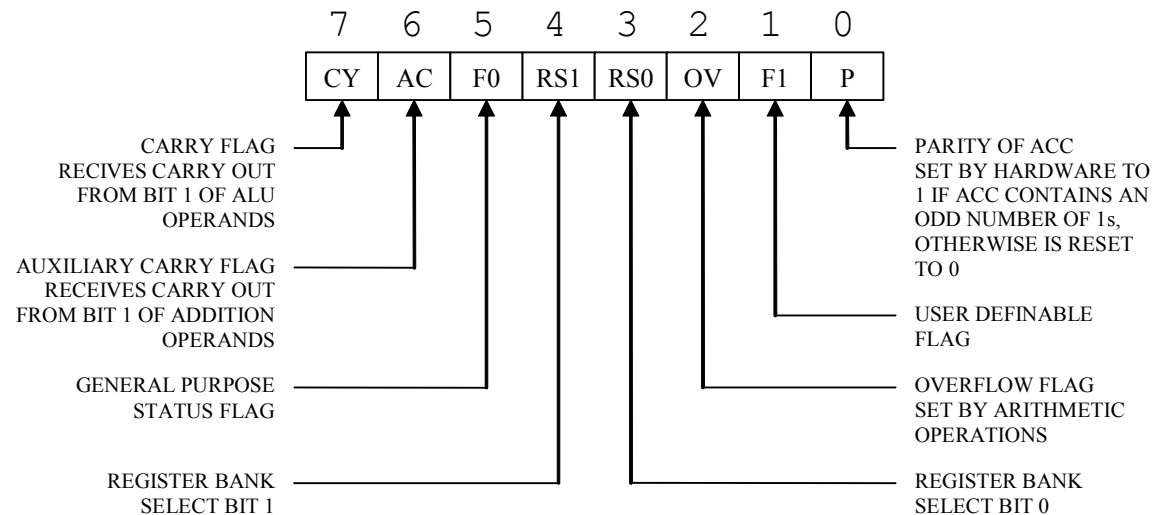 7 6 5 4 3 2 1 0
CY AC F0 RS1 RS0 OV F1 P
CARRY FLAG
RECIVES CARRY OUT
FROM BIT 1 OF ALU
OPERANDS
AUXILIARY CARRY FLAG
RECEIVES CARRY OUT
FROM BIT 1 OF ADDITION
OPERANDS
GENERAL PURPOSE
STATUS FLAG
REGISTER BANK
SELECT BIT 1
PARITY OF ACC
SET BY HARDWARE TO
1 IF ACC CONTAINS AN
ODD NUMBER OF 1s,
OTHERWISE IS RESET
TO 0
USER DEFINABLE
FLAG
OVERFLOW FLAG
SET BY ARITHMETIC
OPERATIONS
REGISTER BANK
SELECT BIT 0